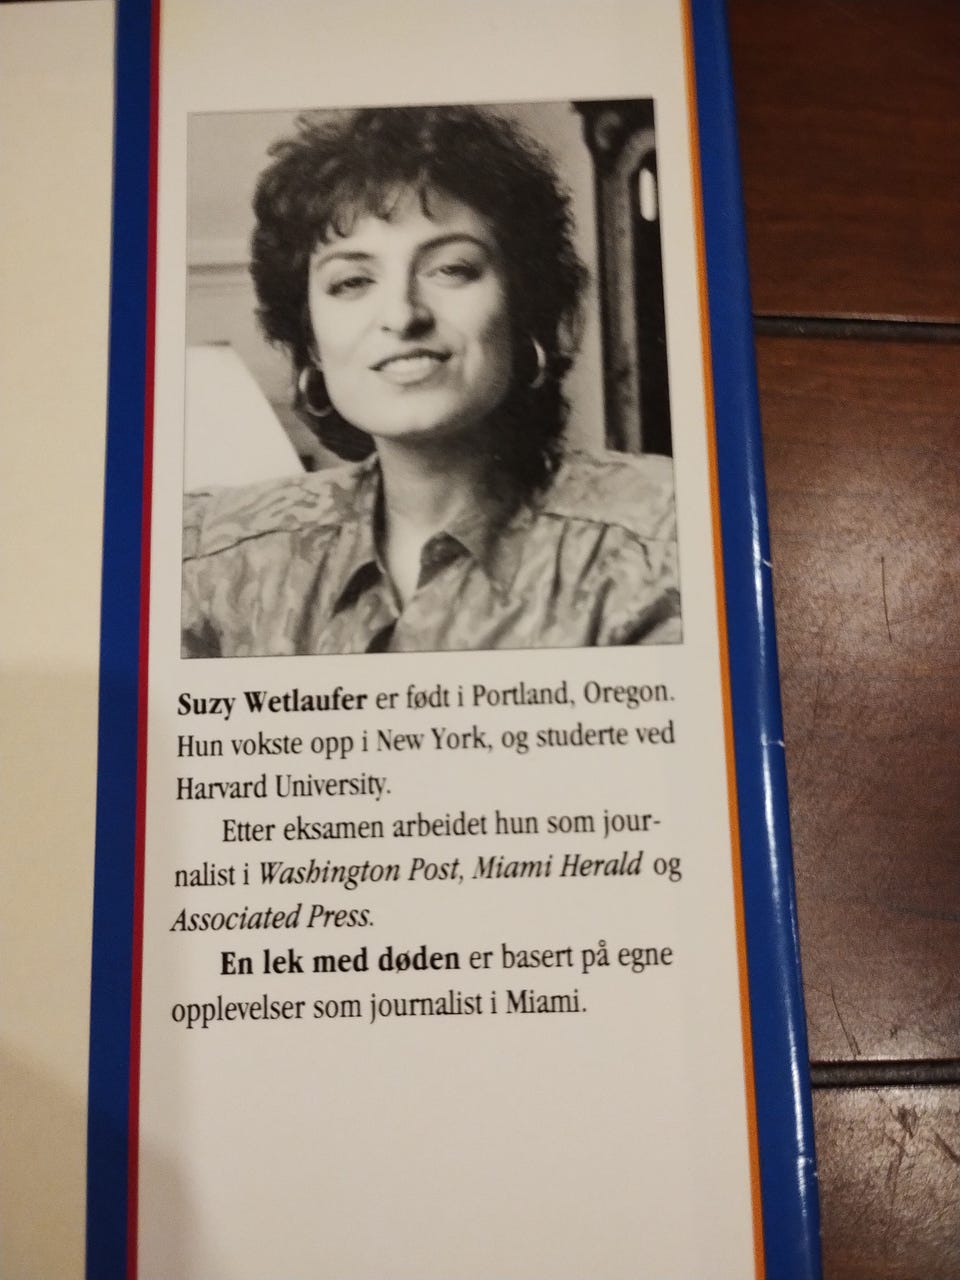 Suzy Wetlaufer er født i Portland, Oregon.
Hun vokste opp i New York, og studerte ved
Harvard University.
Etter eksamen arbeidet hun som jour-
nalist i Washington Post, Miami Herald og
Associated Press.
En lek med døden er basert på egne
opplevelser som journalist i Miami.